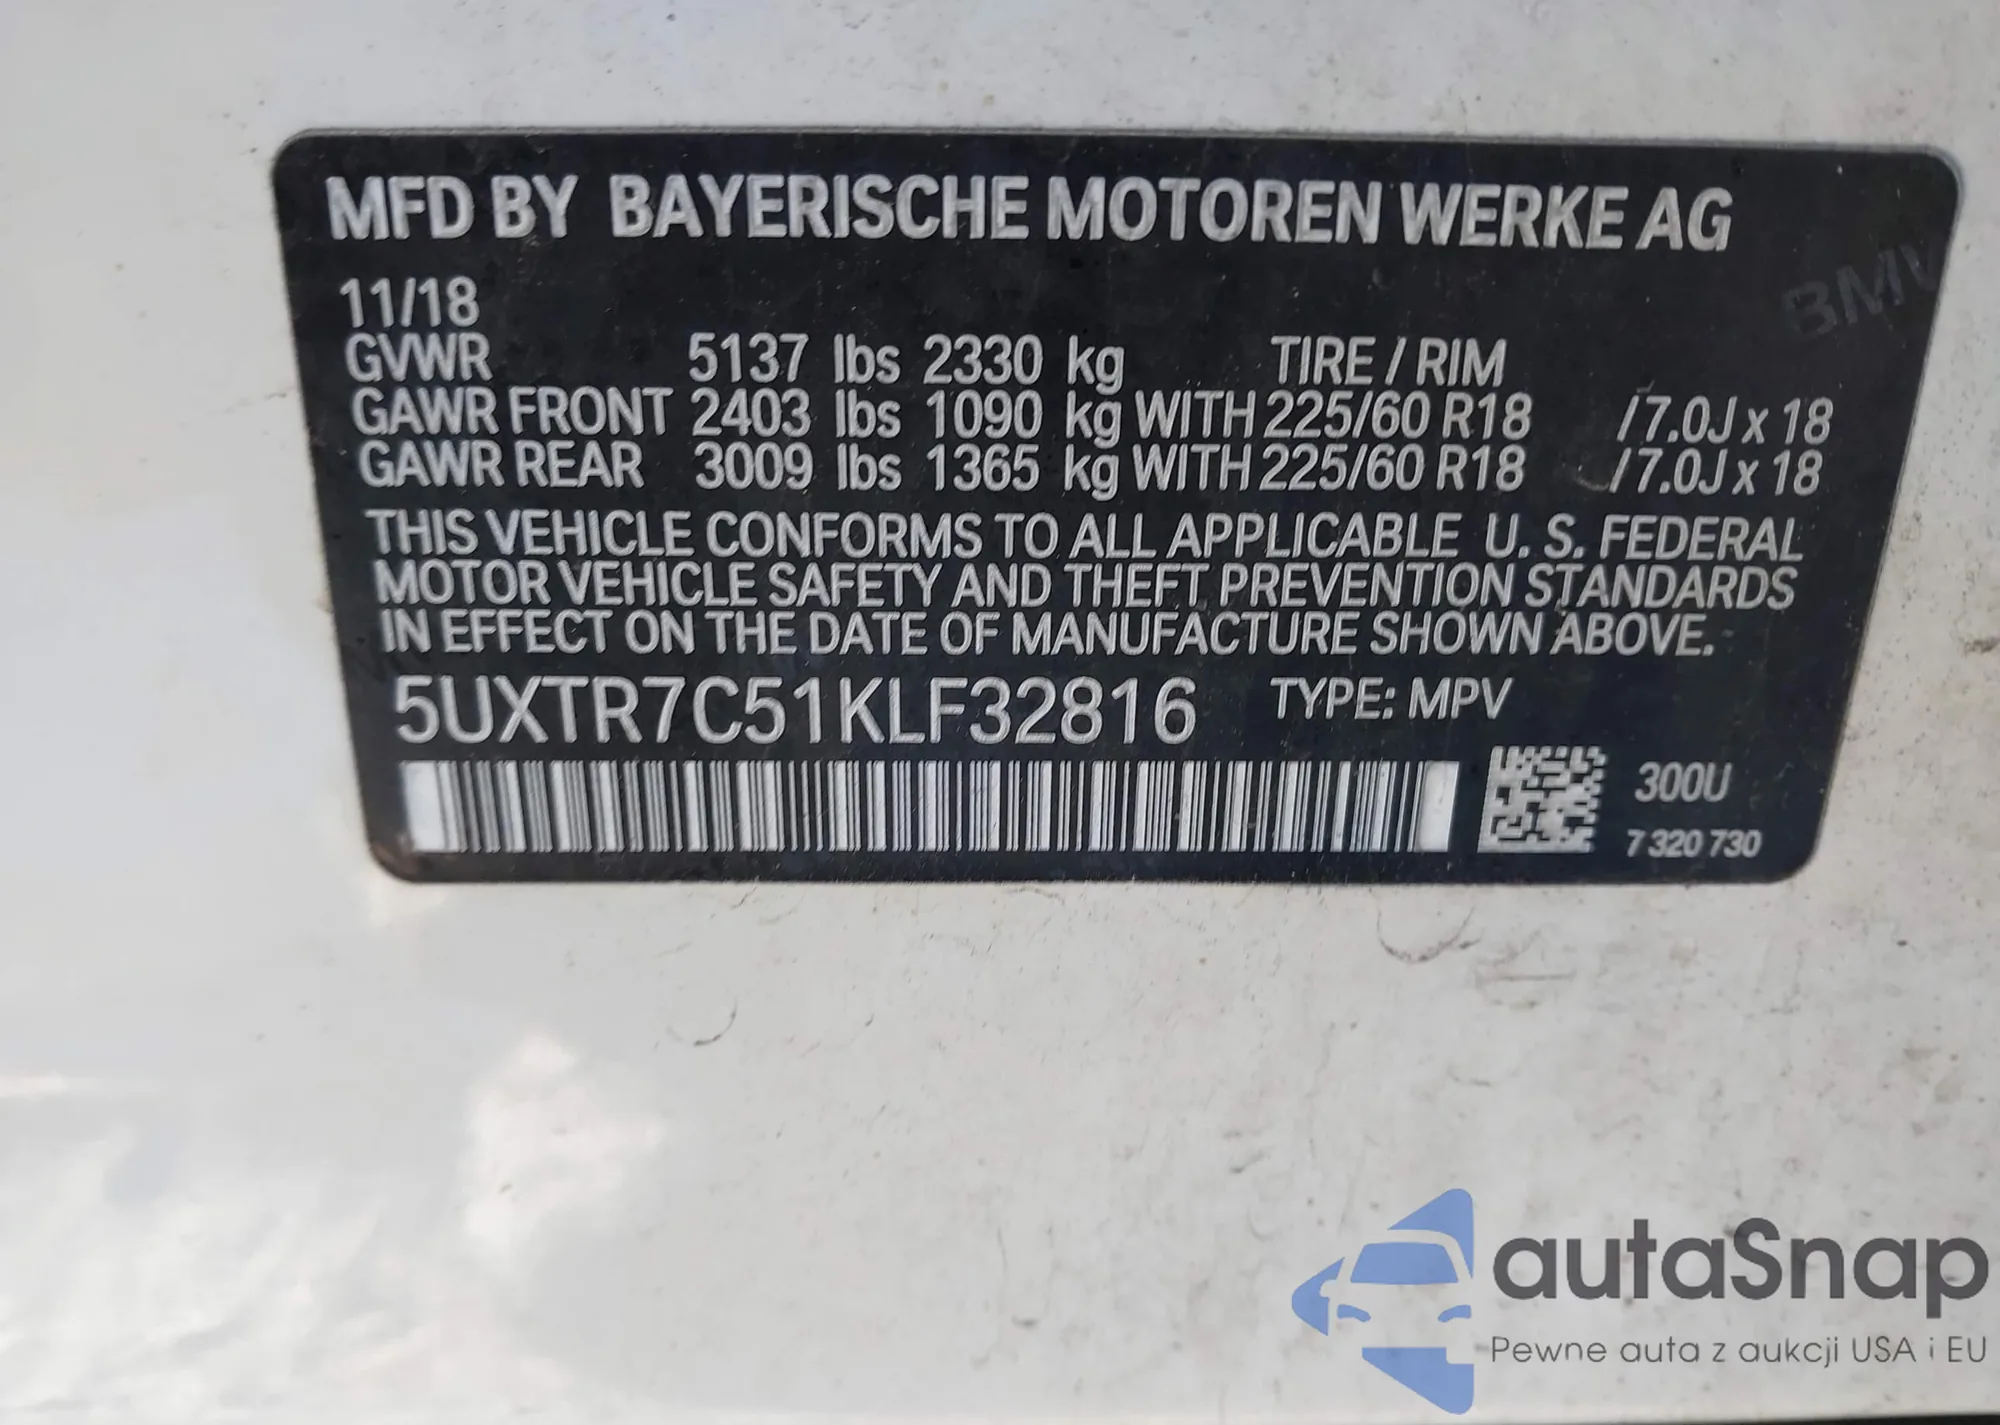 MFD BY BAYERISCHE MOTOREN WERKE AG
11/18
GVWR 5137 lbs 2330 kg TIRE / RIM
GAWR FRONT 2403 lbs 1090 kg WITH 225/60 R18 / 7.0J x 18
GAWR REAR 3009 lbs 1365 kg WITH 225/60 R18 / 7.0J x 18
THIS VEHICLE CONFORMS TO ALL APPLICABLE U. S. FEDERAL
MOTOR VEHICLE SAFETY AND THEFT PREVENTION STANDARDS
IN EFFECT ON THE DATE OF MANUFACTURE SHOWN ABOVE.
5UXTR7C51KLF32816 TYPE: MPV
300U
7 320 730
BMW
autaSnap
Pewne auta z aukcji USA i EU